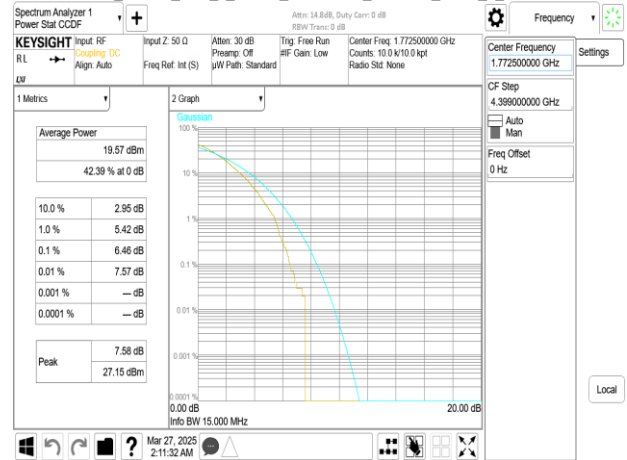 Spectrum Analyzer 1
Power Stat CCDF
Attn: 14.8dB, Duty Corr: 0 dB
RBW Trans: 0 dB
Frequency
KEYSIGHT
RL
LXI
Input: RF
Coupling: DC
Align: Auto
Input Z: 50 Ω
Freq Ref: Int (S)
Atten: 30 dB
Preamp: Off
µW Path: Standard
Trig: Free Run
#IF Gain: Low
Center Freq: 1.772500000 GHz
Counts: 10.0 k/10.0 kpt
Radio Std: None
Center Frequency
1.772500000 GHz
Settings
CF Step
4.399000000 GHz
Auto
Man
Freq Offset
0 Hz
1 Metrics
Average Power
19.57 dBm
42.39 % at 0 dB
10.0 % 2.95 dB
1.0 % 5.42 dB
0.1 % 6.46 dB
0.01 % 7.57 dB
0.001 % --- dB
0.0001 % --- dB
Peak
7.58 dB
27.15 dBm
2 Graph
Gaussian
100 %
10 %
1 %
0.1 %
0.01 %
0.001 %
0.0001 %
0.00 dB
20.00 dB
Info BW 15.000 MHz
Local
?
Mar 27, 2025
2:11:32 AM